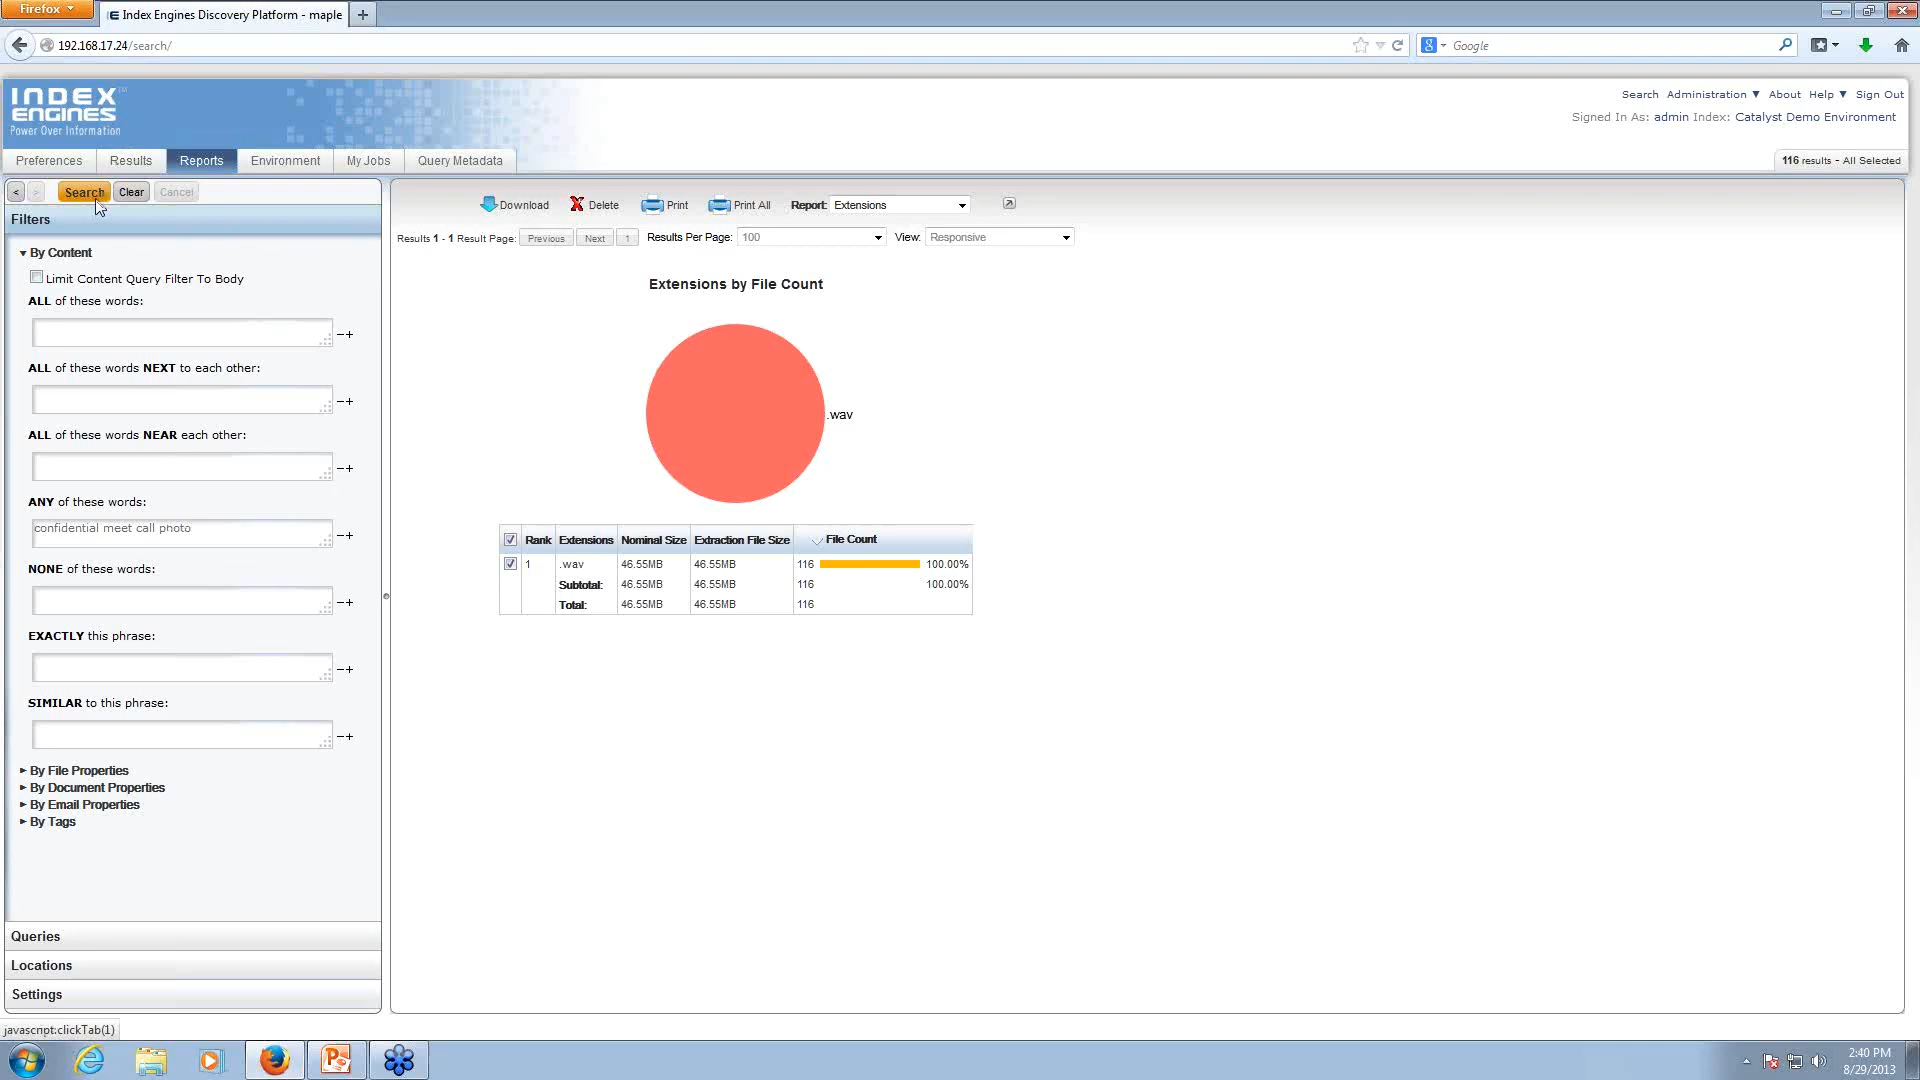 Firefox
Index Engines Discovery Platform - maple
192.168.17.24/search/
Google
INDEX
ENGINES
Power Over Information
Search Administration ▼ About Help ▼ Sign Out
Signed In As: admin Index: Catalyst Demo Environment
Preferences Results Reports Environment My Jobs Query Metadata
116 results - All Selected
< > Search Clear Cancel
Filters
By Content
Limit Content Query Filter To Body
ALL of these words:
ALL of these words NEXT to each other:
ALL of these words NEAR each other:
ANY of these words:
confidential meet call photo
NONE of these words:
EXACTLY this phrase:
SIMILAR to this phrase:
By File Properties
By Document Properties
By Email Properties
By Tags
Queries
Locations
Settings
Download Delete Print Print All Report: Extensions
Results 1 - 1 Result Page: Previous Next 1 Results Per Page: 100 View: Responsive
Extensions by File Count
.wav
Rank Extensions Nominal Size Extraction File Size File Count
1 .wav 46.55MB 46.55MB 116 100.00%
Subtotal: 46.55MB 46.55MB 116 100.00%
Total: 46.55MB 46.55MB 116
javascript:clickTab(1)
2:40 PM
8/29/2013